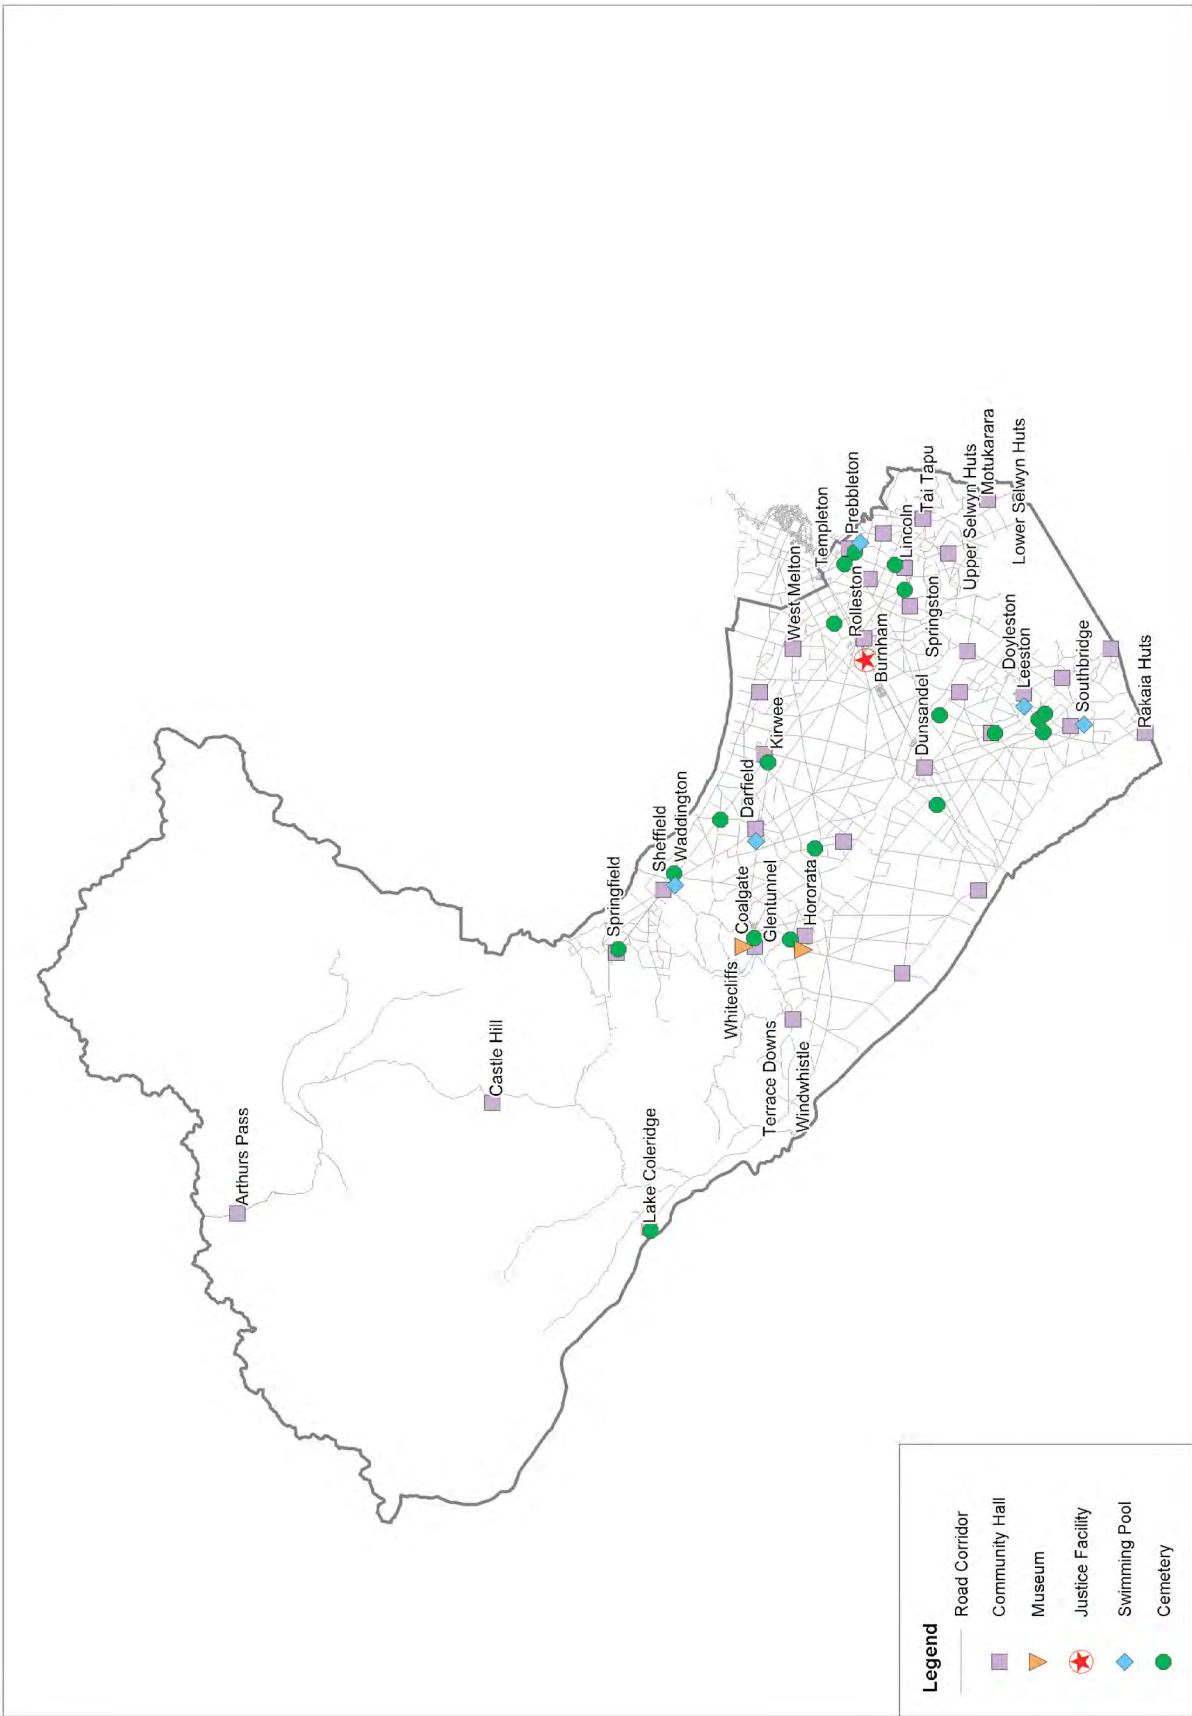 Arthurs Pass
Castle Hill
Lake Coleridge
Springfield
Sheffield
Waddington
Whitecliffs
Coalgate
Glentunnel
Darfield
Kirwee
West Melton
Templeton
Prebbleton
Terrace Downs
Windwhistle
Hororata
Rolleston
Burnham
Lincoln
Tai Tapu
Springston
Dunsandel
Upper Selwyn Huts
Motukarara
Lower Selwyn Huts
Doyleston
Leeston
Southbridge
Rakaia Huts
Legend
Road Corridor
Community Hall
Museum
Justice Facility
Swimming Pool
Cemetery